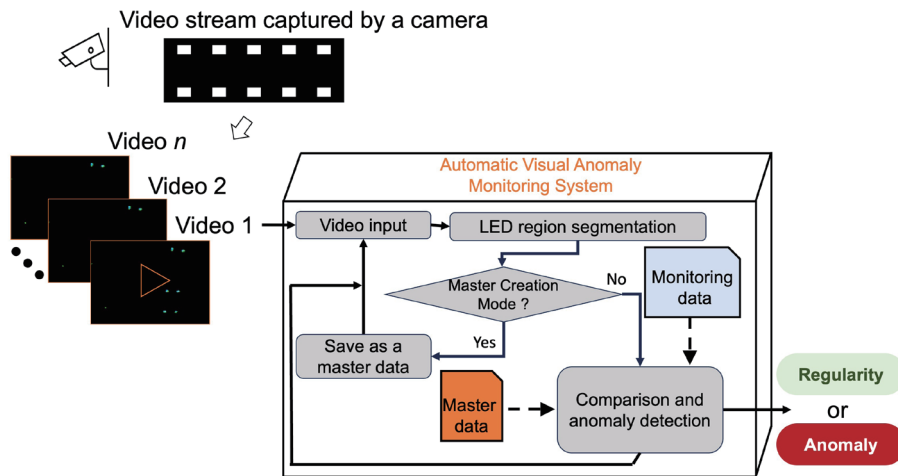 Video stream captured by a camera
Video n
Video 2
Video 1
Automatic Visual Anomaly
Monitoring System
Video input
LED region segmentation
Master Creation
Mode ?
No
Monitoring
data
Yes
Save as a
master data
Master
data
Comparison and
anomaly detection
Regularity
or
Anomaly